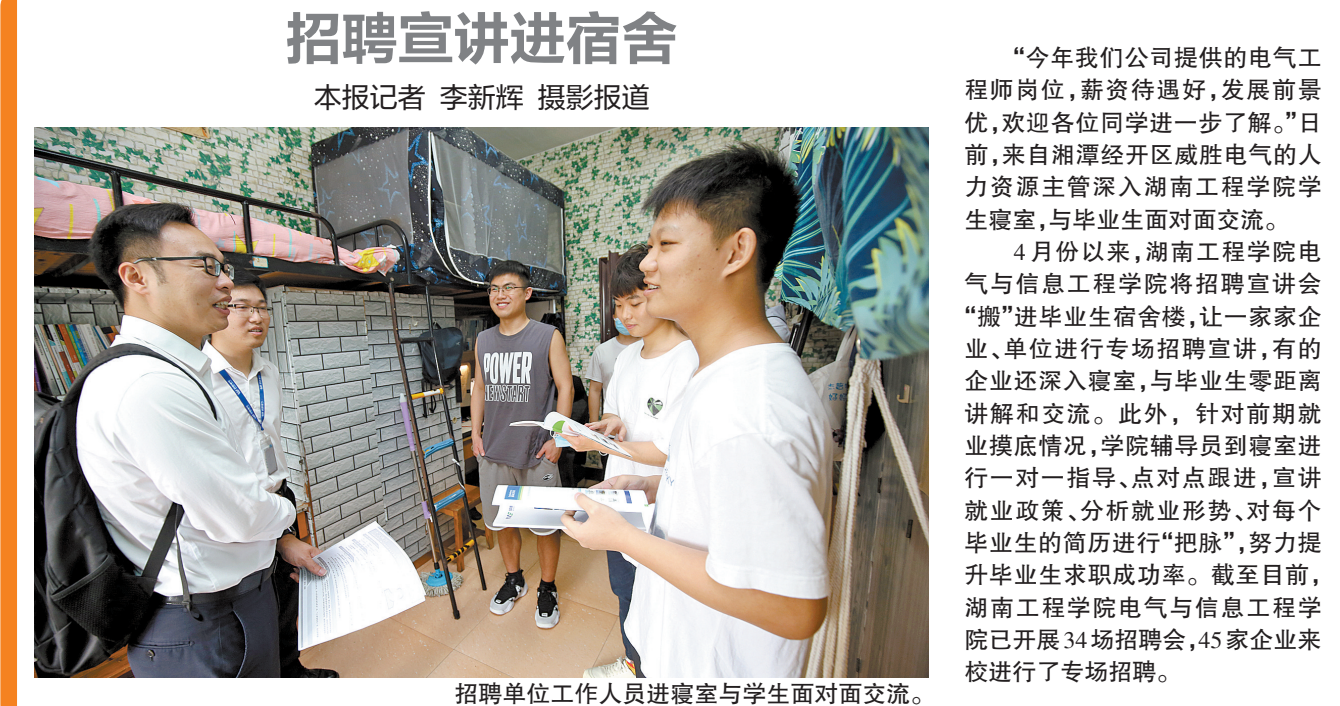 招聘宣讲进宿舍
本报记者 李新辉 摄影报道
POWER
NEWSTART
招聘单位工作人员进寝室与学生面对面交流。
“今年我们公司提供的电气工
程师岗位,薪资待遇好,发展前景
优,欢迎各位同学进一步了解。”日
前,来自湘潭经开区威胜电气的人
力资源主管深入湖南工程学院学
生寝室,与毕业生面对面交流。
4月份以来,湖南工程学院电
气与信息工程学院将招聘宣讲会
“搬”进毕业生宿舍楼,让一家家企
业、单位进行专场招聘宣讲,有的
企业还深入寝室,与毕业生零距离
讲解和交流。此外,针对前期就
业摸底情况,学院辅导员到寝室进
行一对一指导、点对点跟进,宣讲
就业政策、分析就业形势、对每个
毕业生的简历进行“把脉”,努力提
升毕业生求职成功率。截至目前,
湖南工程学院电气与信息工程学
院已开展34场招聘会,45家企业来
校进行了专场招聘。